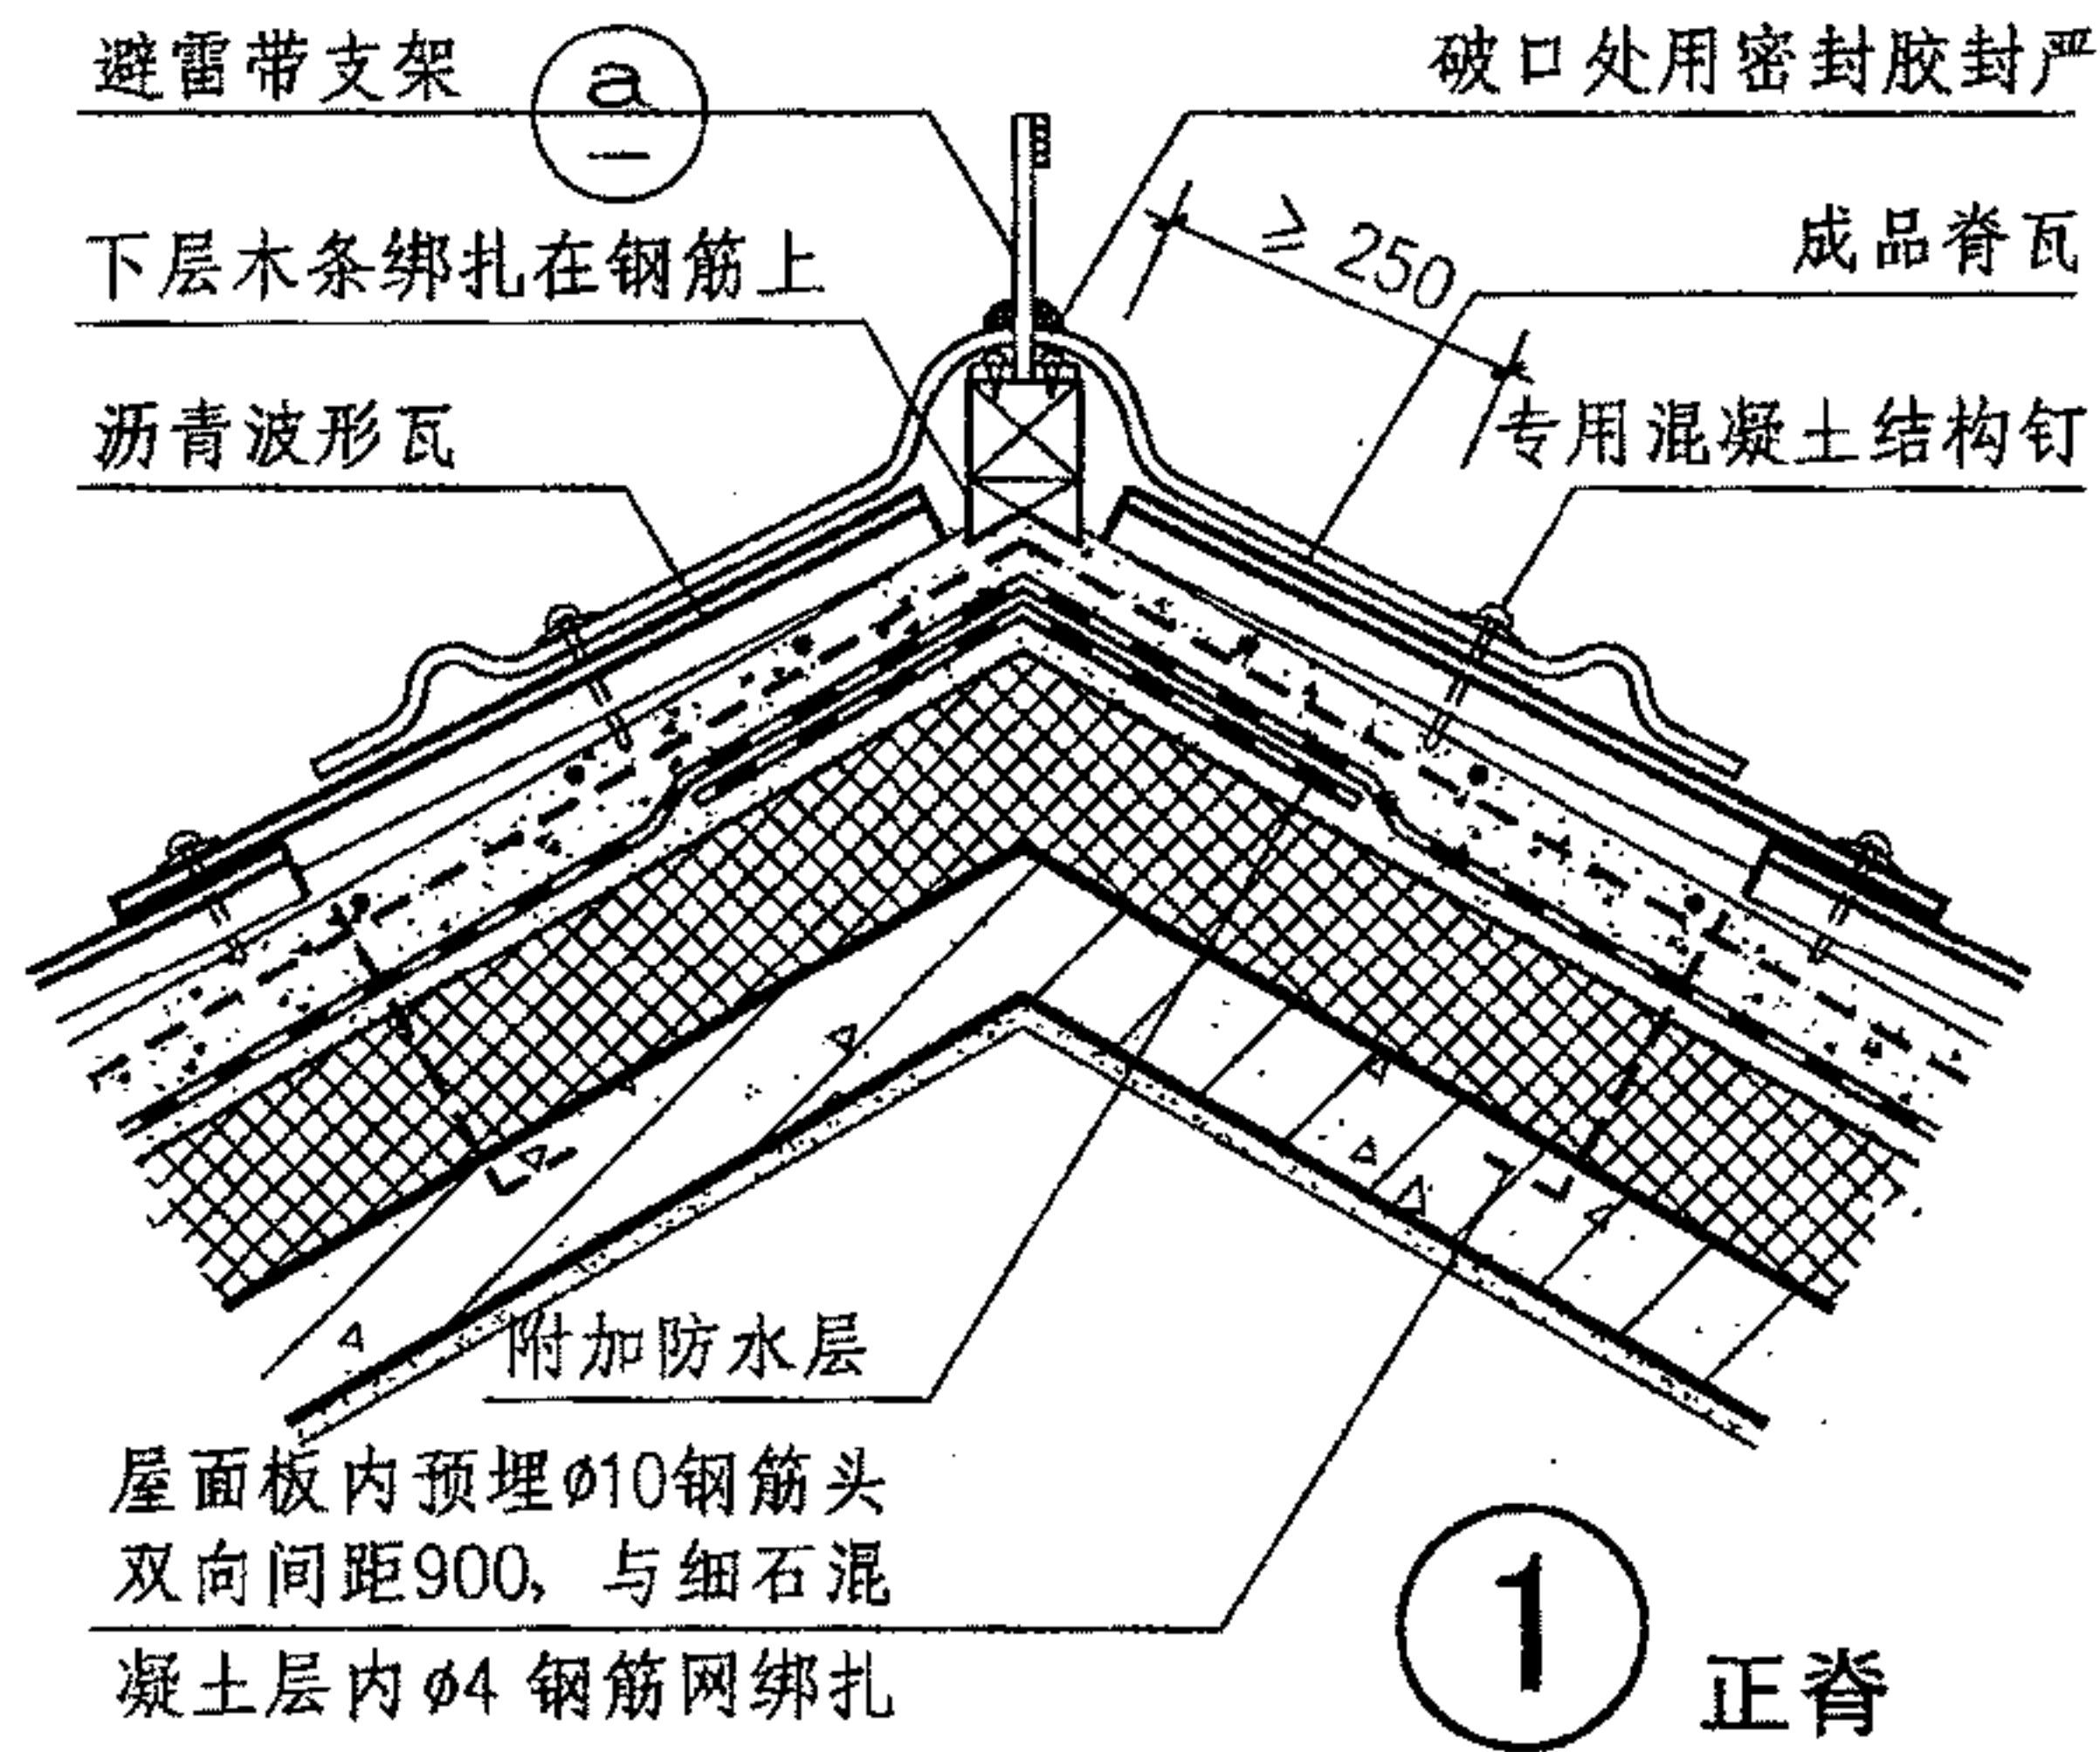 避雷带支架
a
—
破口处用密封胶封严
≥ 250
成品脊瓦
下层木条绑扎在钢筋上
沥青波形瓦
专用混凝土结构钉
附加防水层
屋面板内预埋ø10钢筋头
双向间距900, 与细石混
凝土层内 ø4 钢筋网绑扎
1
正脊